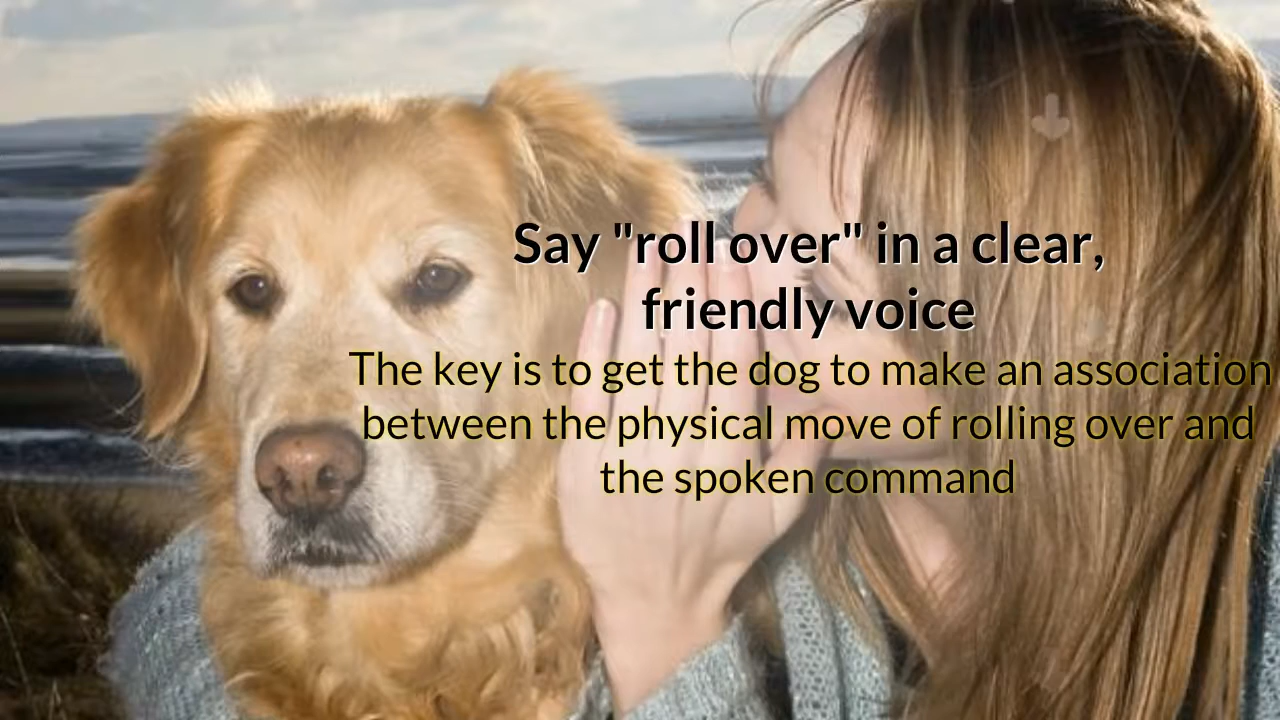 Say "roll over" in a clear,
friendly voice
The key is to get the dog to make an association
between the physical move of rolling over and
the spoken command